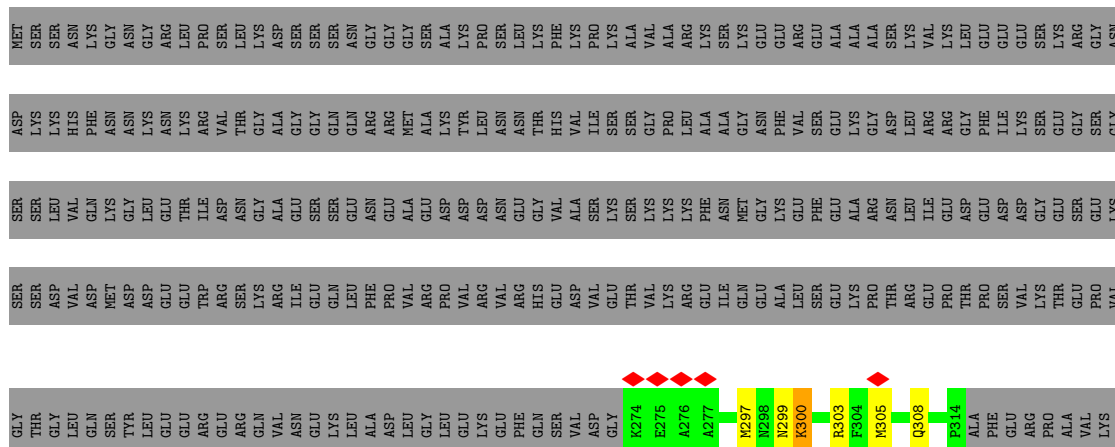 MET SER SER ASN LYS GLY ASN GLY ARG LEU PRO SER LEU LYS ASP SER SER SER ASN GLY GLY GLY SER ALA LYS PRO SER LEU LYS PHE LYS PRO LYS ALA VAL ALA ARG LYS SER LYS GLU GLU ARG GLU ALA ALA ALA SER LYS VAL LYS LEU GLU GLU GLU SER LYS ARG GLY ASN
ASP LYS LYS HIS PHE ASN ASN LYS ASN LYS ARG VAL THR GLY ALA GLY GLY GLN GLN ARG ARG MET ALA LYS TYR LEU ASN ASN THR HIS VAL ILE SER SER GLY PRO LEU ALA ALA GLY ASN PHE VAL SER GLU LYS GLY ASP LEU ARG ARG GLY PHE ILE LYS SER GLU GLY SER GLY
SER SER LEU VAL GLN LYS GLY LEU GLU THR ILE ASP ASN GLY ALA GLU SER SER GLU ASN GLU ALA GLU ASP ASP ASP ASN GLU GLY VAL ALA SER LYS SER LYS LYS LYS PHE ASN MET GLY LYS GLU PHE GLU ALA ARG ASN LEU ILE GLU ASP GLU ASP ASP GLY GLU SER GLU LYS
SER SER ASP VAL ASP MET ASP ASP GLU GLU TRP ARG SER LYS ARG ILE GLU GLN LEU PHE PRO VAL ARG PRO VAL ARG VAL ARG HIS GLU ASP VAL GLU THR VAL LYS ARG GLU ILE GLN GLU ALA LEU SER GLU LYS PRO THR ARG GLU PRO THR PRO SER VAL LYS THR GLU PRO VAL
GLY THR GLY LEU GLN SER TYR LEU GLU GLU ARG GLU ARG GLN VAL ASN GLU LYS LEU ALA ASP LEU GLY LEU GLU LYS GLU PHE GLN SER VAL ASP GLY K274 E275 A276 A277 M297 N298 N299 K300 R303 F304 M305 Q308 P314 ALA PHE GLU ARG PRO ALA VAL LYS